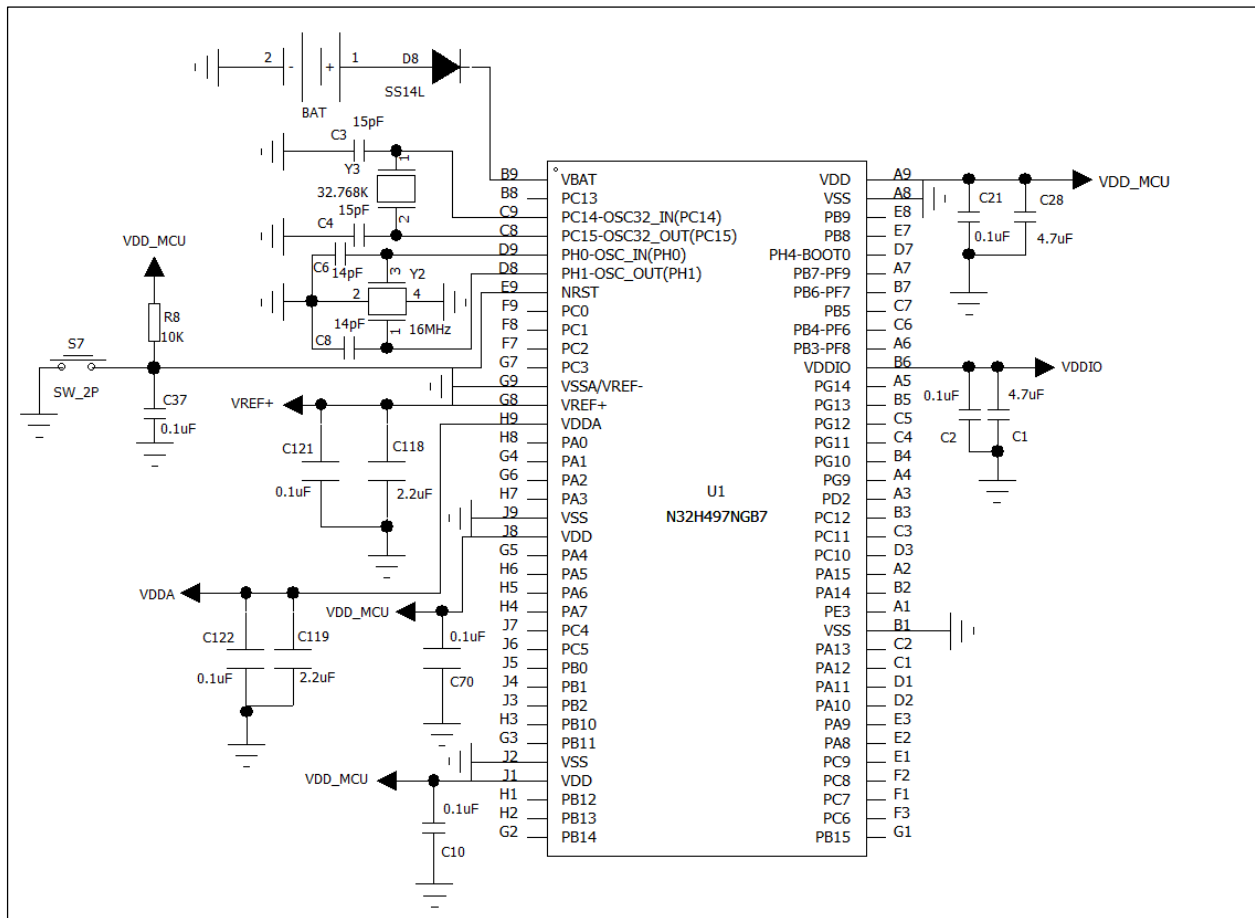 2 - + 1 D8
SS14L
BAT
15pF
C3
1
Y3
32.768K
15pF
2
C4
VDD_MCU
C6
14pF
3
Y2
2 4
14pF
1
16MHz
C8
R8
10K
S7
SW_2P
C37
0.1uF
VREF+
C121
C118
0.1uF
2.2uF
VDDA
VDD_MCU
C122
C119
0.1uF
0.1uF
2.2uF
C70
VDD_MCU
0.1uF
C10
B9 VBAT
B8 PC13
C9 PC14-OSC32_IN(PC14)
C8 PC15-OSC32_OUT(PC15)
D9 PH0-OSC_IN(PH0)
D8 PH1-OSC_OUT(PH1)
E9 NRST
F9 PC0
F8 PC1
F7 PC2
G7 PC3
G9 VSSA/VREF-
G8 VREF+
H9 VDDA
H8 PA0
G4 PA1
G6 PA2
H7 PA3
J9 VSS
J8 VDD
G5 PA4
H6 PA5
H5 PA6
H4 PA7
J7 PC4
J6 PC5
J5 PB0
J4 PB1
J3 PB2
H3 PB10
G3 PB11
J2 VSS
J1 VDD
H1 PB12
H2 PB13
G2 PB14
U1
N32H497NGB7
VDD A9
VSS A8
PB9 E8
PB8 E7
PH4-BOOT0 D7
PB7-PF9 A7
PB6-PF7 B7
PB5 C7
PB4-PF6 C6
PB3-PF8 A6
VDDIO B6
PG14 A5
PG13 B5
PG12 C5
PG11 C4
PG10 B4
PG9 A4
PD2 A3
PC12 B3
PC11 C3
PC10 D3
PA15 A2
PA14 B2
PE3 A1
VSS B1
PA13 C2
PA12 C1
PA11 D1
PA10 D2
PA9 E3
PA8 E2
PC9 E1
PC8 F2
PC7 F1
PC6 F3
PB15 G1
VDD_MCU
C21
C28
0.1uF
4.7uF
VDDIO
0.1uF
4.7uF
C2
C1